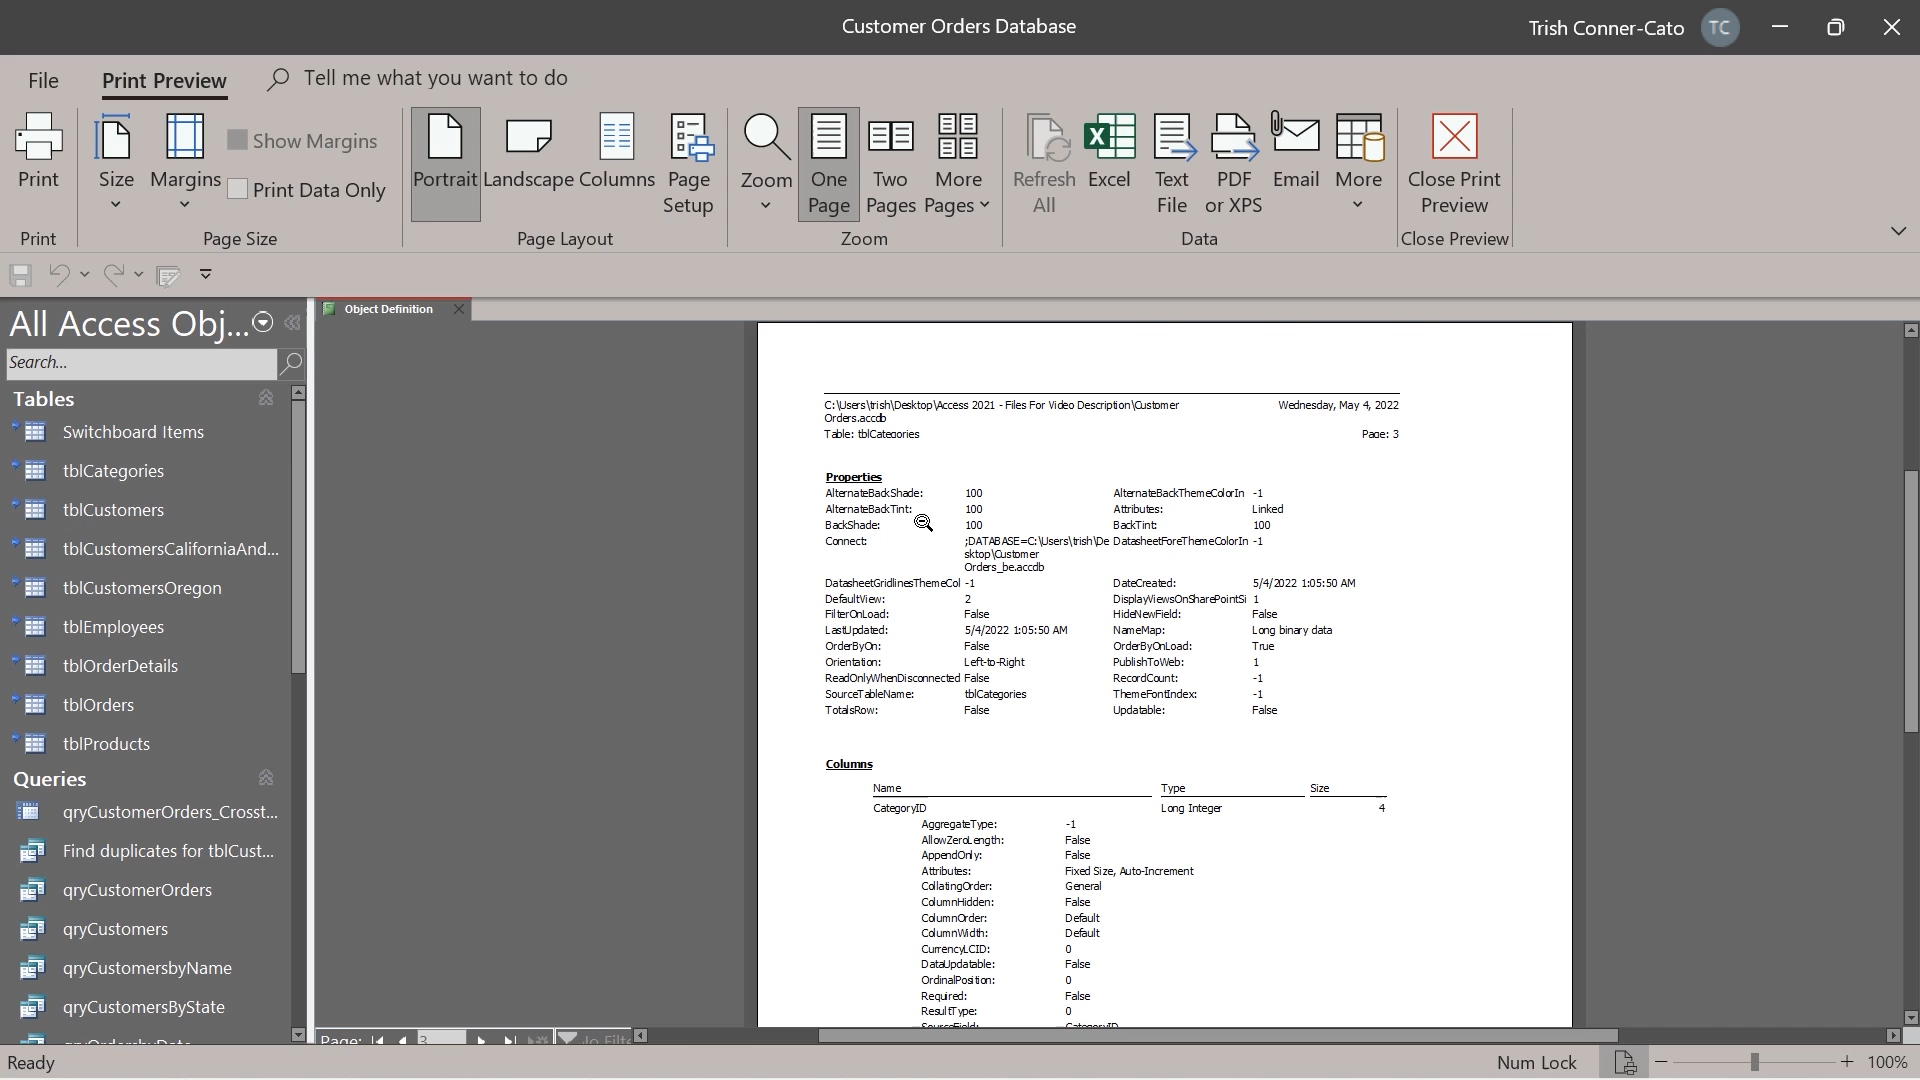 Customer Orders Database
Trish Conner-Cato TC
File
Print Preview
Tell me what you want to do
Print
Size
Margins
Show Margins
Print Data Only
Portrait
Landscape
Columns
Page
Setup
Zoom
One
Page
Two
Pages
More
Pages
Refresh
All
Excel
Text
File
PDF
or XPS
Email
More
Close Print
Preview
Print
Page Size
Page Layout
Zoom
Data
Close Preview
All Access Obj...
Search...
Tables
Switchboard Items
tblCategories
tblCustomers
tblCustomersCaliforniaAnd...
tblCustomersOregon
tblEmployees
tblOrderDetails
tblOrders
tblProducts
Queries
qryCustomerOrders_Crosst...
Find duplicates for tblCust...
qryCustomerOrders
qryCustomers
qryCustomersbyName
qryCustomersByState
Object Definition
C:\Users\trish\Desktop\Access 2021 - Files For Video Description\Customer Wednesday, May 4, 2022
Orders.accdb
Table: tblCategories Page: 3
Properties
AlternateBackShade: 100 AlternateBackThemeColorIn -1
AlternateBackTint: 100 Attributes: Linked
BackShade: 100 BackTint: 100
Connect: ;DATABASE=C:\Users\trish\De DatasheetForeThemeColorIn -1
sktop\Customer
Orders_be.accdb
DatasheetGridlinesThemeCol -1 DateCreated: 5/4/2022 1:05:50 AM
DefaultView: 2 DisplayViewsOnSharePointSi 1
FilterOnLoad: False HideNewField: False
LastUpdated: 5/4/2022 1:05:50 AM NameMap: Long binary data
OrderByOn: False OrderByOnLoad: True
Orientation: Left-to-Right PublishToWeb: 1
ReadOnlyWhenDisconnected False RecordCount: -1
SourceTableName: tblCategories ThemeFontIndex: -1
TotalsRow: False Updatable: False
Columns
Name Type Size
CategoryID Long Integer 4
AggregateType: -1
AllowZeroLength: False
AppendOnly: False
Attributes: Fixed Size, Auto-Increment
CollatingOrder: General
ColumnHidden: False
ColumnOrder: Default
ColumnWidth: Default
CurrencyLCID: 0
DataUpdatable: False
OrdinalPosition: 0
Required: False
ResultType: 0
SourceField: CategoryID
Page: 3
Ready
Num Lock
100%